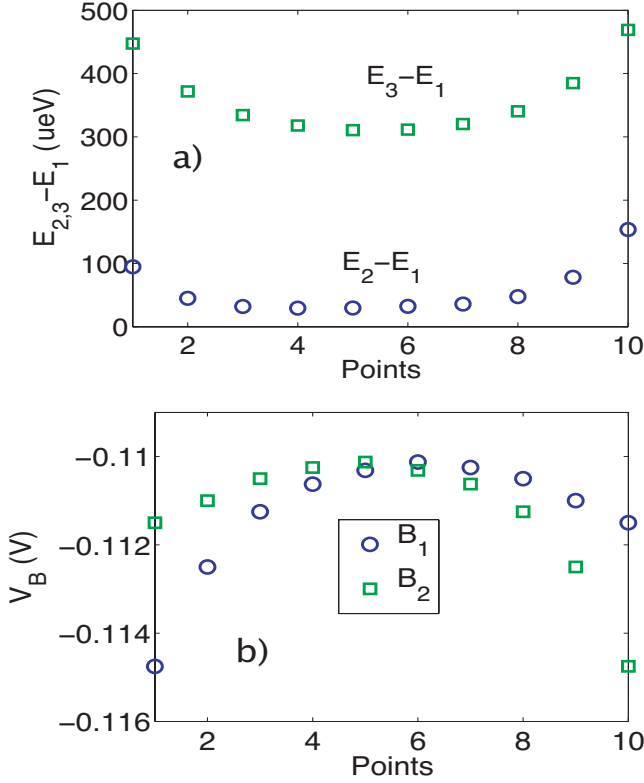 500
400
300
200
100
0
E2,3−E1 (ueV)
E3−E1
a)
E2−E1
2 4 6 8 10
Points
−0.11
−0.112
−0.114
−0.116
VB (V)
B1
B2
b)
2 4 6 8 10
Points